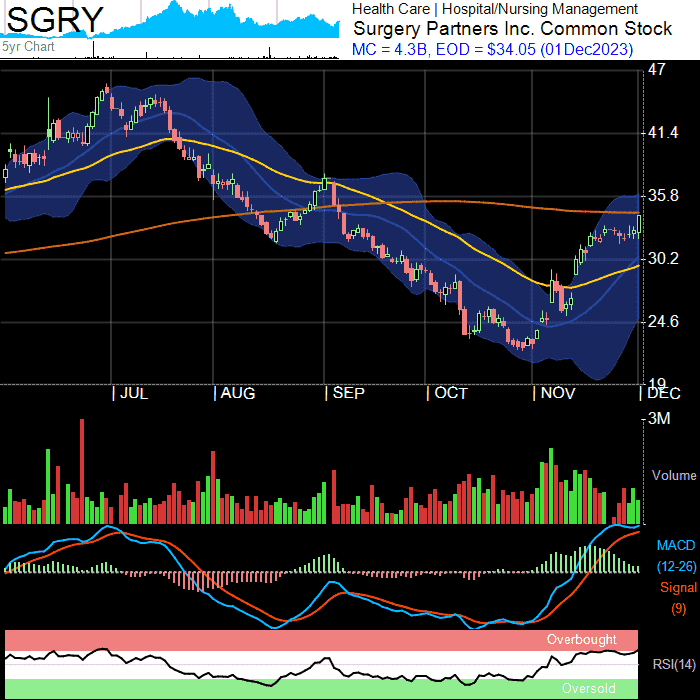 SGRY
5yr Chart
Health Care | Hospital/Nursing Management
Surgery Partners Inc. Common Stock
MC = 4.3B, EOD = $34.05 (01Dec2023)
47
41.4
35.8
30.2
24.6
19
JUL AUG SEP OCT NOV DEC
3M
Volume
MACD
(12-26)
Signal
(9)
Overbought
RSI(14)
Oversold